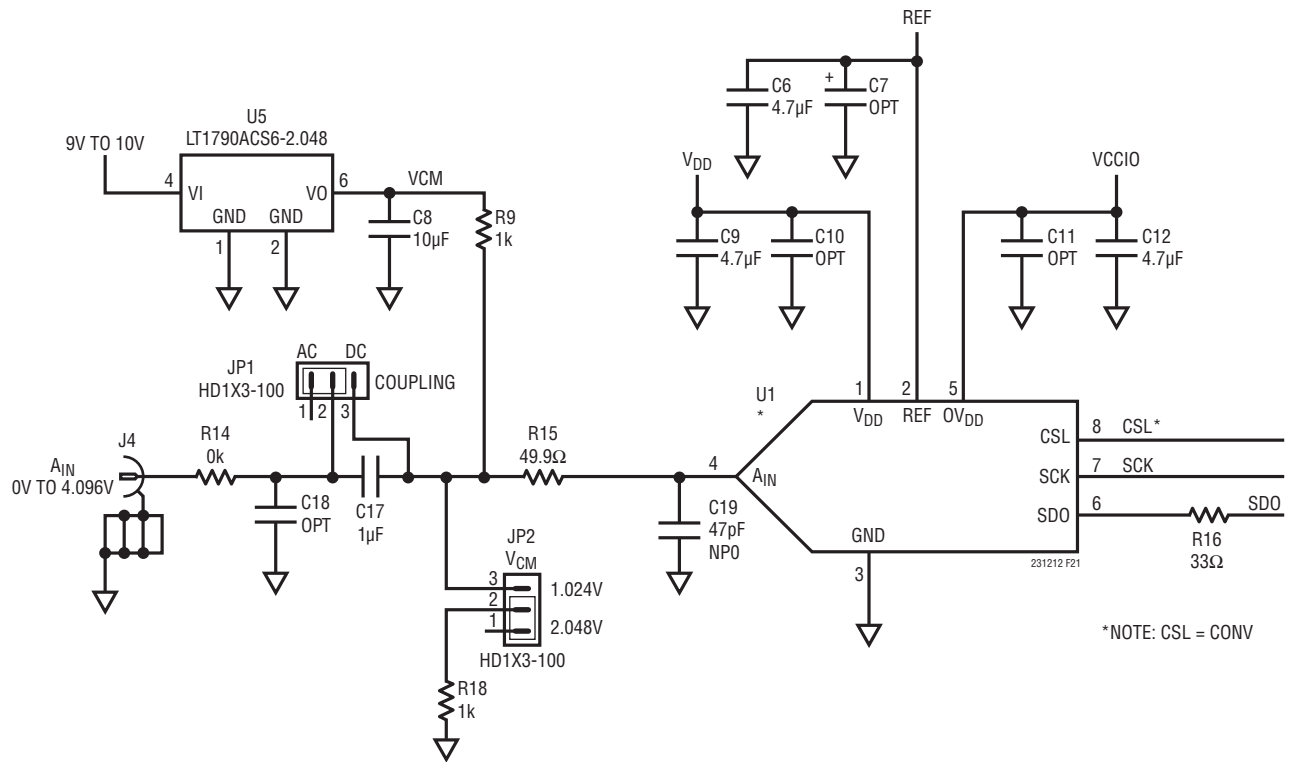 REF
C6
4.7µF
+
C7
OPT
U5
LT1790ACS6-2.048
9V TO 10V
4
VI
VO
6
VCM
GND
GND
1
2
C8
10µF
R9
1k
VDD
C9
4.7µF
C10
OPT
VCCIO
C11
OPT
C12
4.7µF
AC
DC
JP1
HD1X3-100
COUPLING
1
2
3
J4
AIN
0V TO 4.096V
R14
0k
C18
OPT
C17
1µF
R15
49.9Ω
C19
47pF
NPO
JP2
VCM
3
2
1
1.024V
2.048V
HD1X3-100
R18
1k
U1
*
1
2
5
VDD
REF
OVDD
4
AIN
CSL
8
CSL*
SCK
7
SCK
SDO
6
SDO
R16
33Ω
GND
3
231212 F21
*NOTE: CSL = CONV